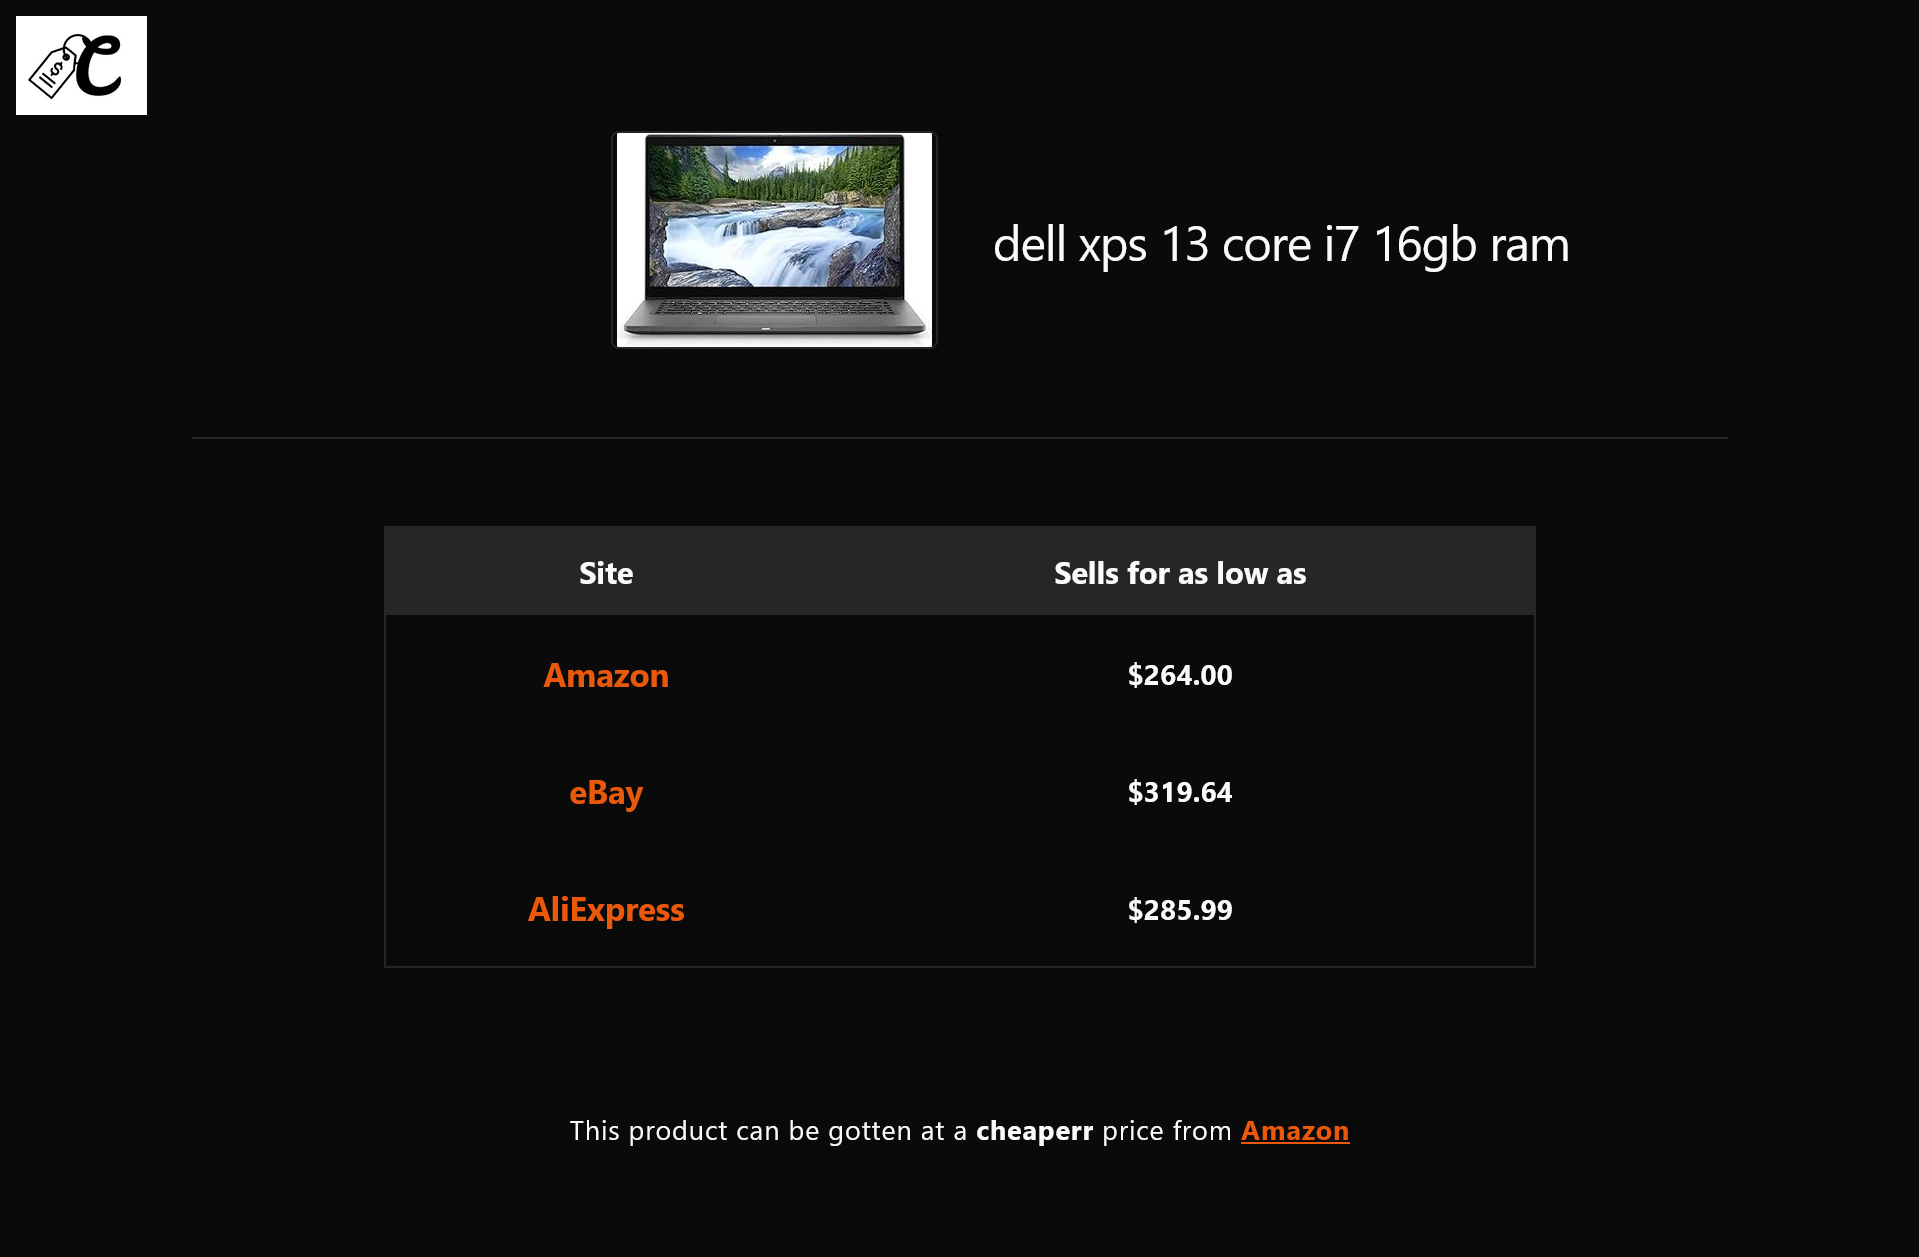 C
dell xps 13 core i7 16gb ram
Site Sells for as low as
Amazon $264.00
eBay $319.64
AliExpress $285.99
This product can be gotten at a cheaperr price from Amazon